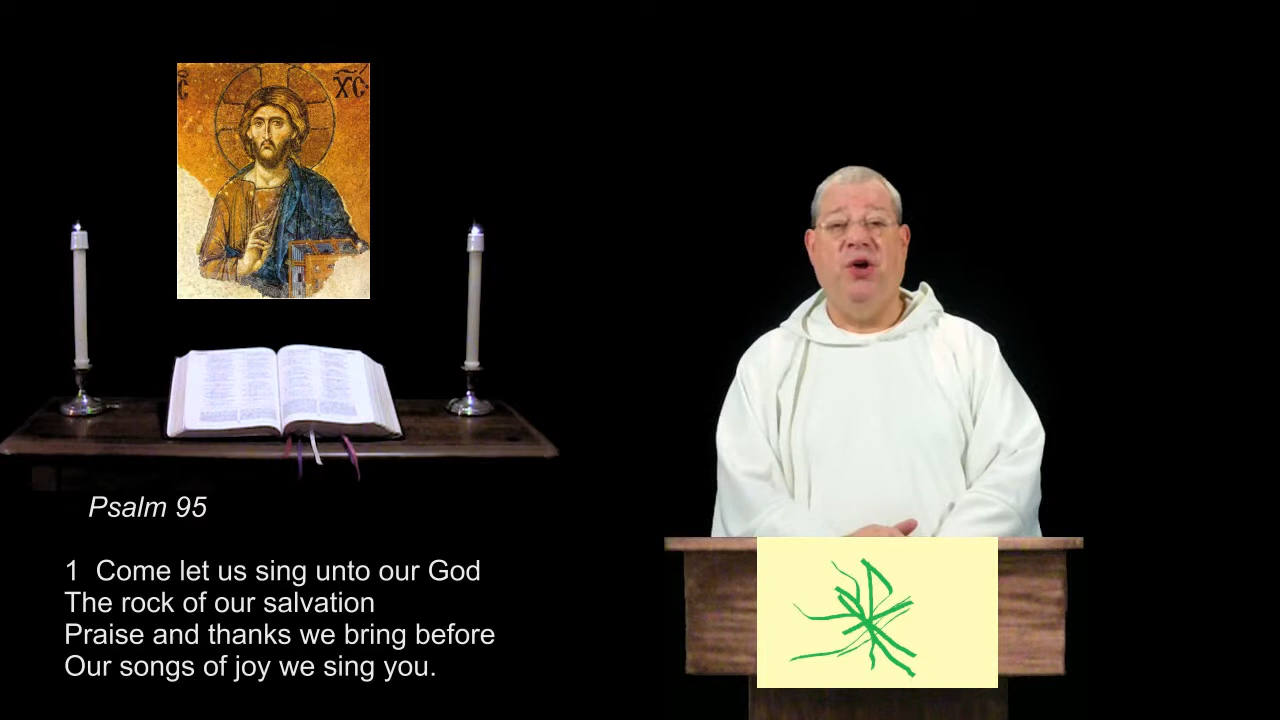 C XC
Psalm 95
1 Come let us sing unto our God
The rock of our salvation
Praise and thanks we bring before
Our songs of joy we sing you.